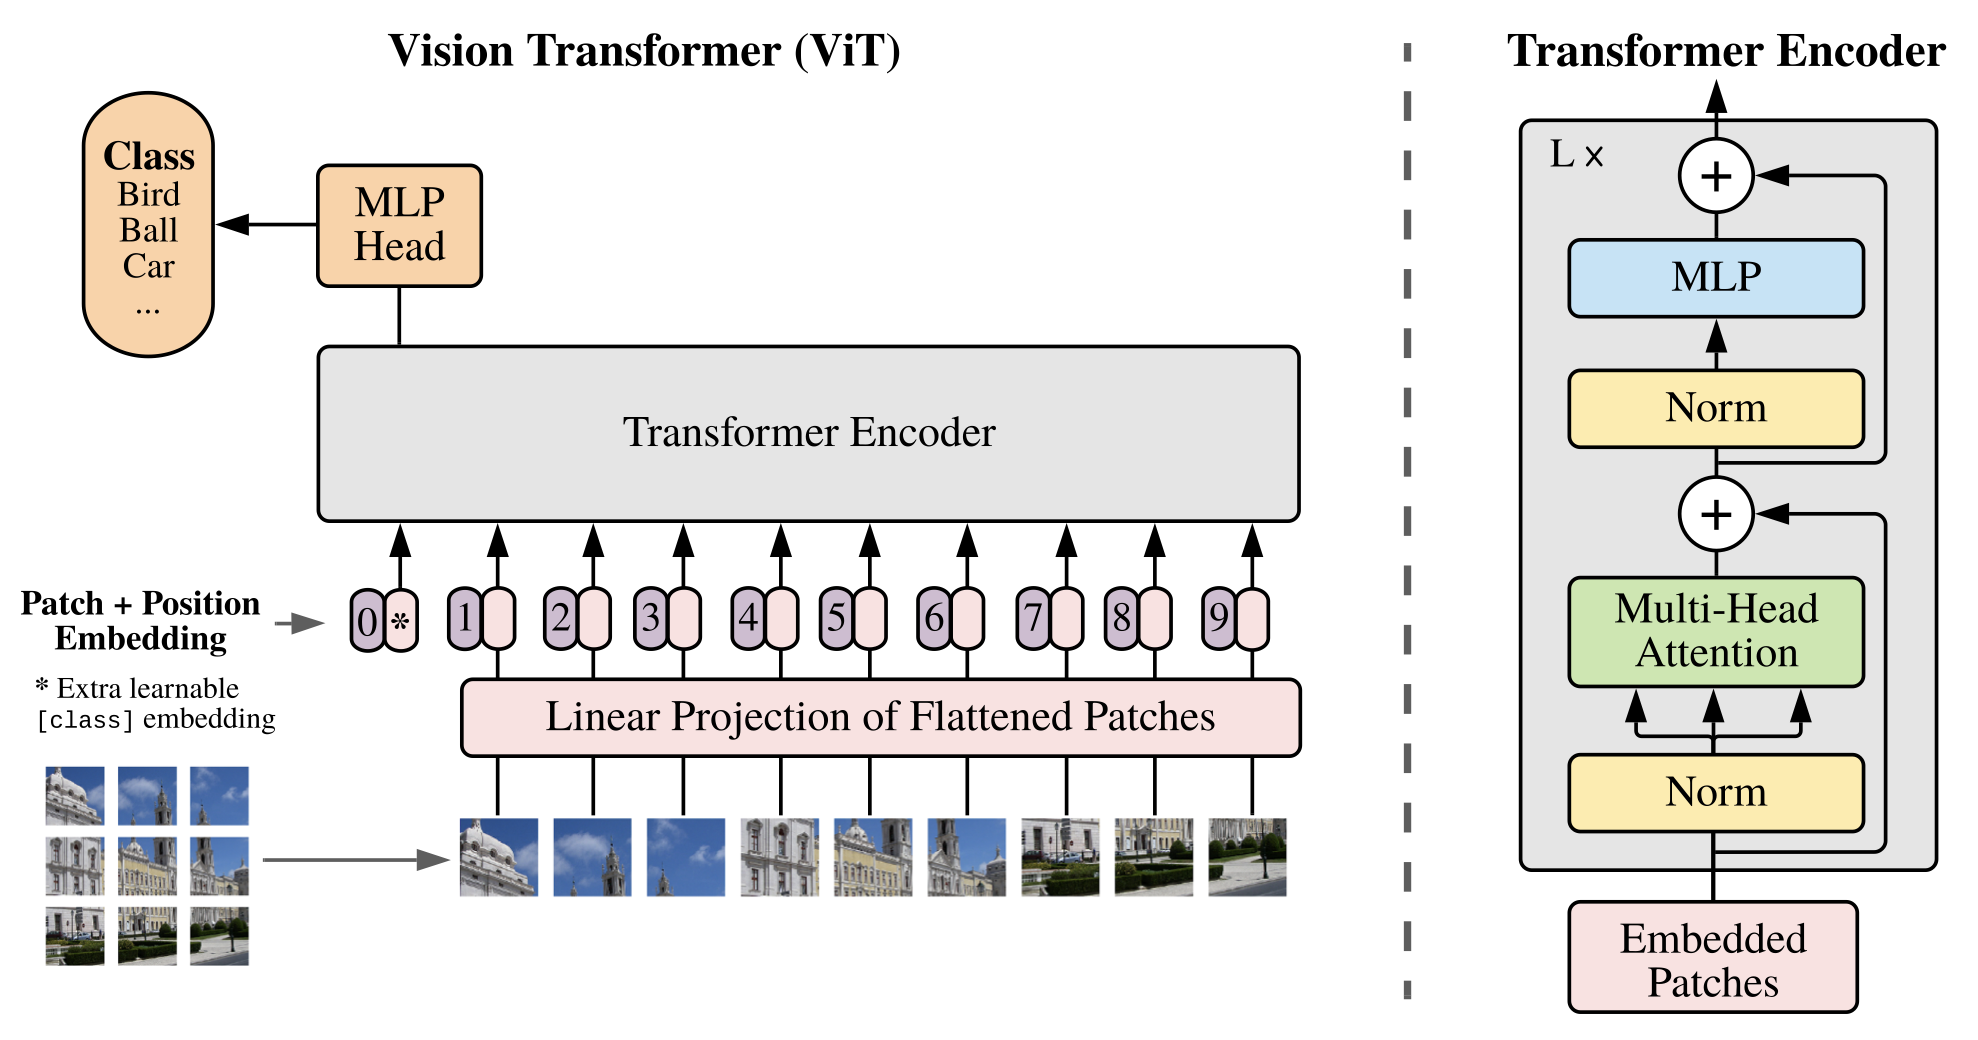 Vision Transformer (ViT)
Class
Bird
Ball
Car
...
MLP
Head
Transformer Encoder
Patch + Position
Embedding
0 * 1 2 3 4 5 6 7 8 9
* Extra learnable
[class] embedding
Linear Projection of Flattened Patches
Transformer Encoder
L ×
+
MLP
Norm
+
Multi-Head
Attention
Norm
Embedded
Patches